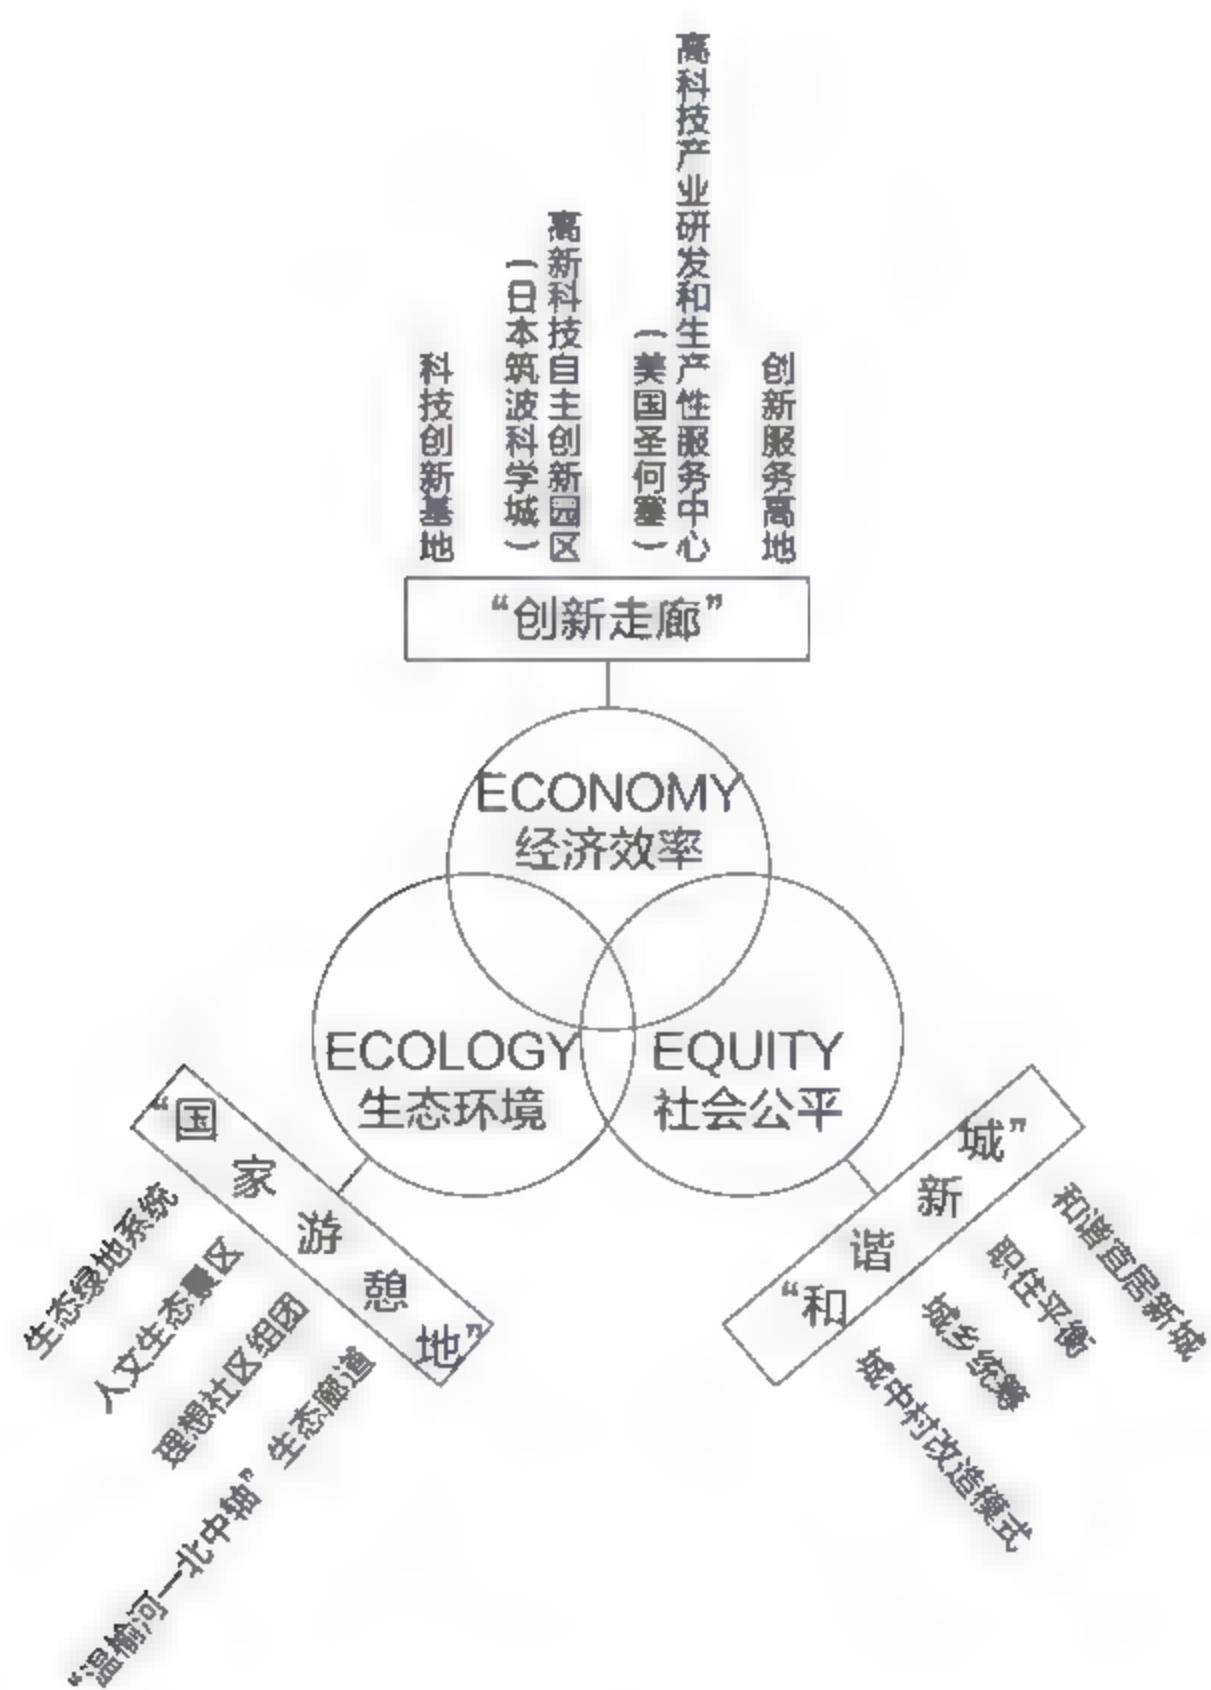 科技创新基地
高新科技自主创新园区
(日本筑波科学城)
高科技产业研发和生产性服务中心
(美国圣何塞)
创新服务高地
“创新走廊”
ECONOMY
经济效率
ECOLOGY
生态环境
EQUITY
社会公平
“国家游憩地”
生态绿地系统
人文生态景区
理想社区组团
“温榆河—北中轴”生态廊道
“和谐新城”
城中村改造模式
城乡统筹
职住平衡
和谐宜居新城